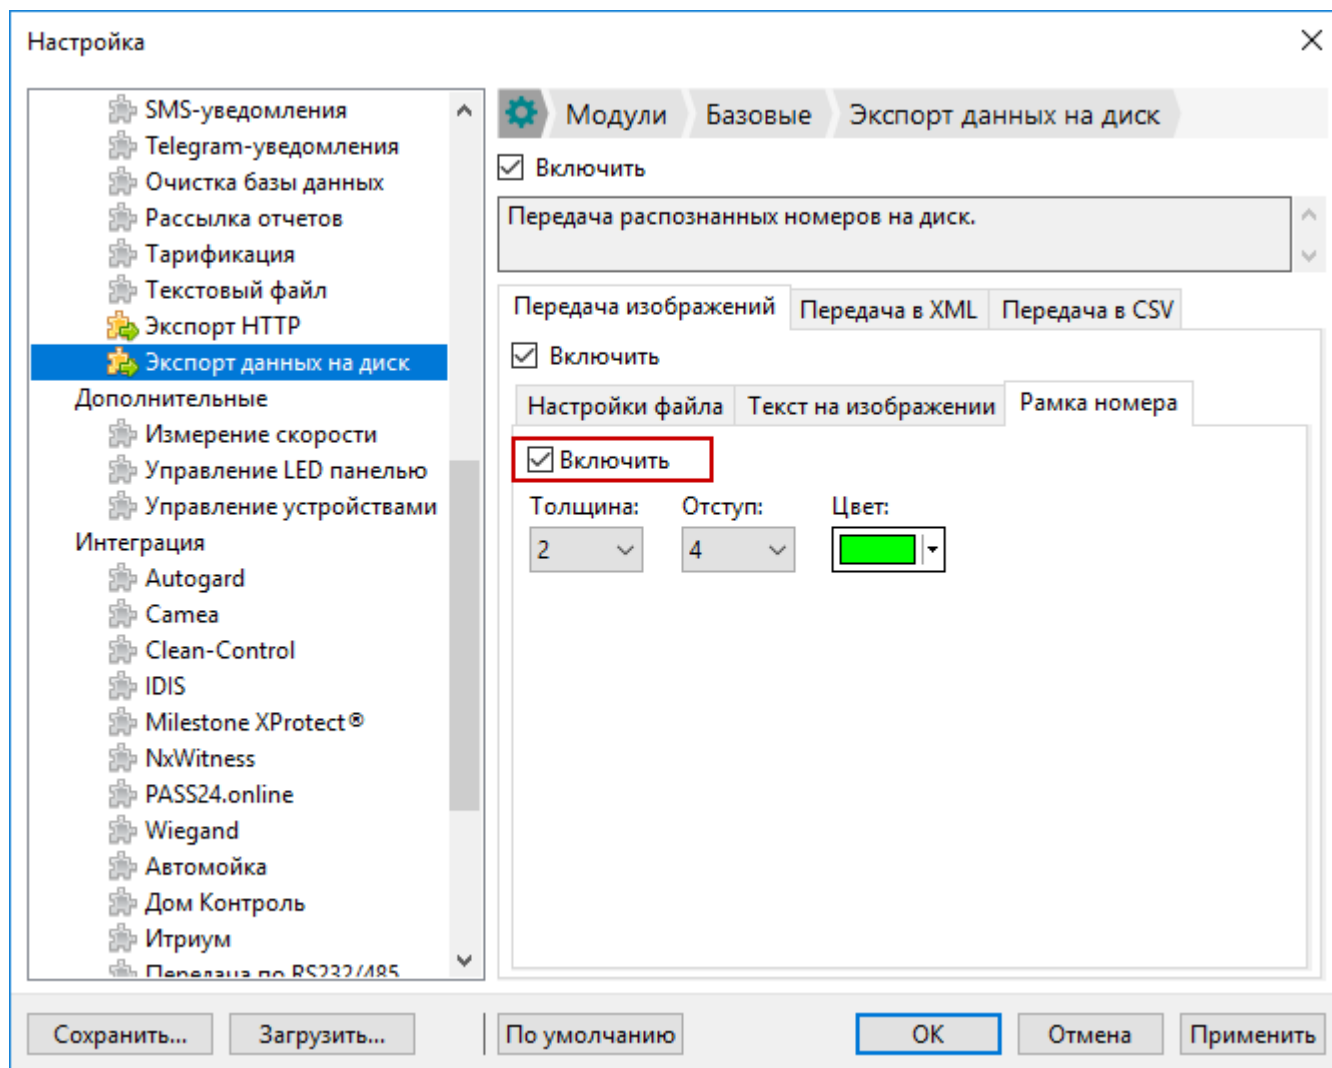 Настройка
SMS-уведомления
Telegram-уведомления
Очистка базы данных
Рассылка отчетов
Тарификация
Текстовый файл
Экспорт HTTP
Экспорт данных на диск
Дополнительные
Измерение скорости
Управление LED панелью
Управление устройствами
Интеграция
Autogard
Camea
Clean-Control
IDIS
Milestone XProtect®
NxWitness
PASS24.online
Wiegand
Автомойка
Дом Контроль
Итриум
Передача по RS232/485
Модули Базовые Экспорт данных на диск
Включить
Передача распознанных номеров на диск.
Передача изображений Передача в XML Передача в CSV
Включить
Настройки файла Текст на изображении Рамка номера
Включить
Толщина: Отступ: Цвет:
2 4
Сохранить... Загрузить... По умолчанию OK Отмена Применить